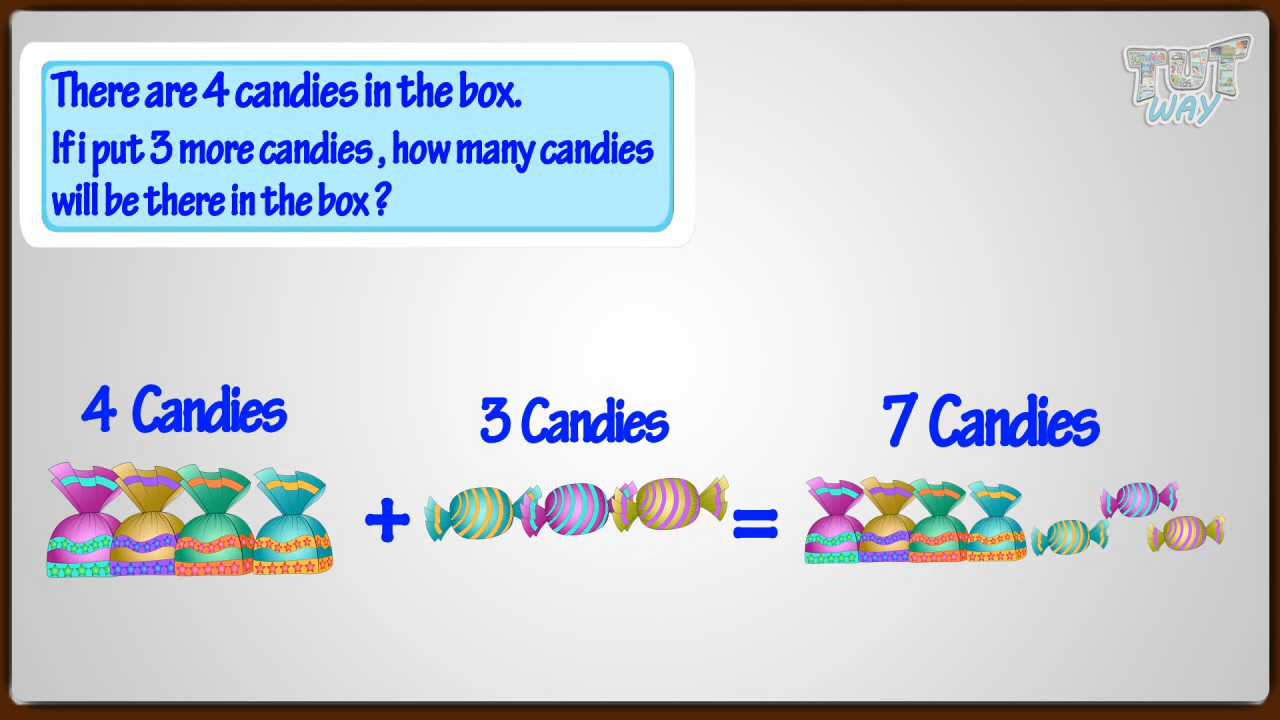 There are 4 candies in the box.
If i put 3 more candies , how many candies
will be there in the box ?
TUT
WAY
4 Candies
3 Candies
7 Candies
+
=